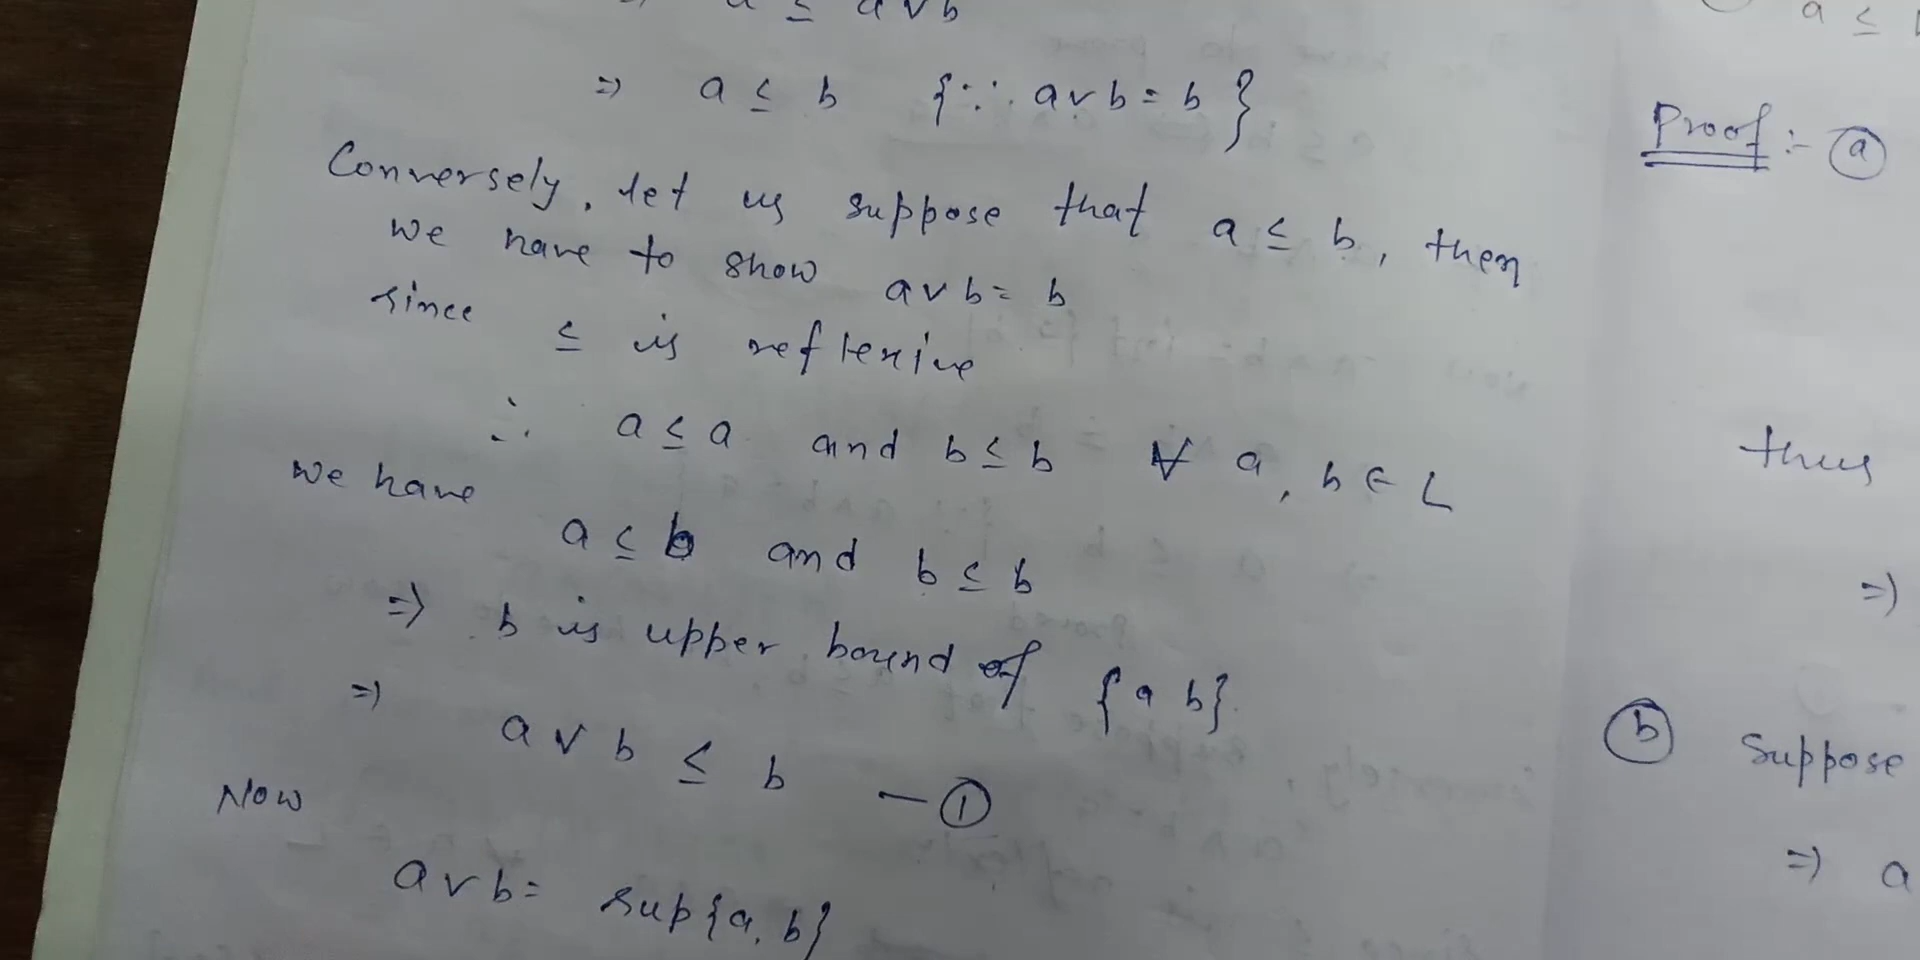 ⇒ a ≤ a ∨ b
⇒ a ≤ b {∵ a ∨ b = b}
Conversely, let us suppose that a ≤ b, then
we have to show a ∨ b = b
since ≤ is reflexive
∴ a ≤ a and b ≤ b ∀ a, b ∈ L
we have
a ≤ b and b ≤ b
⇒ b is upper bound of {a b}
⇒ a ∨ b ≤ b — ①
Now
a ∨ b = sup{a, b}
a ≤
Proof :- ⓐ
thus
⇒
ⓑ Suppose
⇒ a